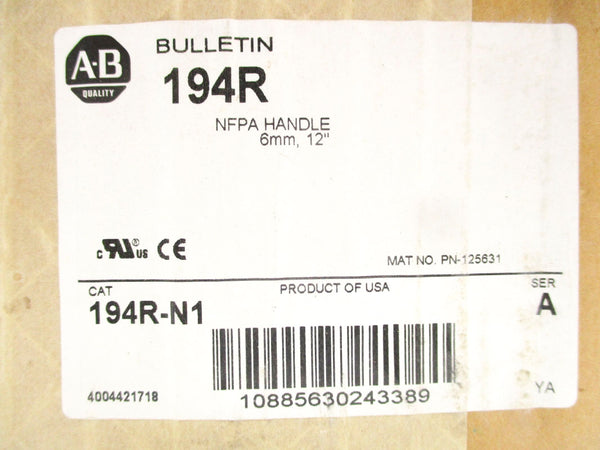 A-B
QUALITY
BULLETIN
194R
NFPA HANDLE
6mm, 12"
c RU ® US CE
MAT NO. PN-125631
CAT
PRODUCT OF USA
SER
194R-N1
A
4004421718
10885630243389
YA